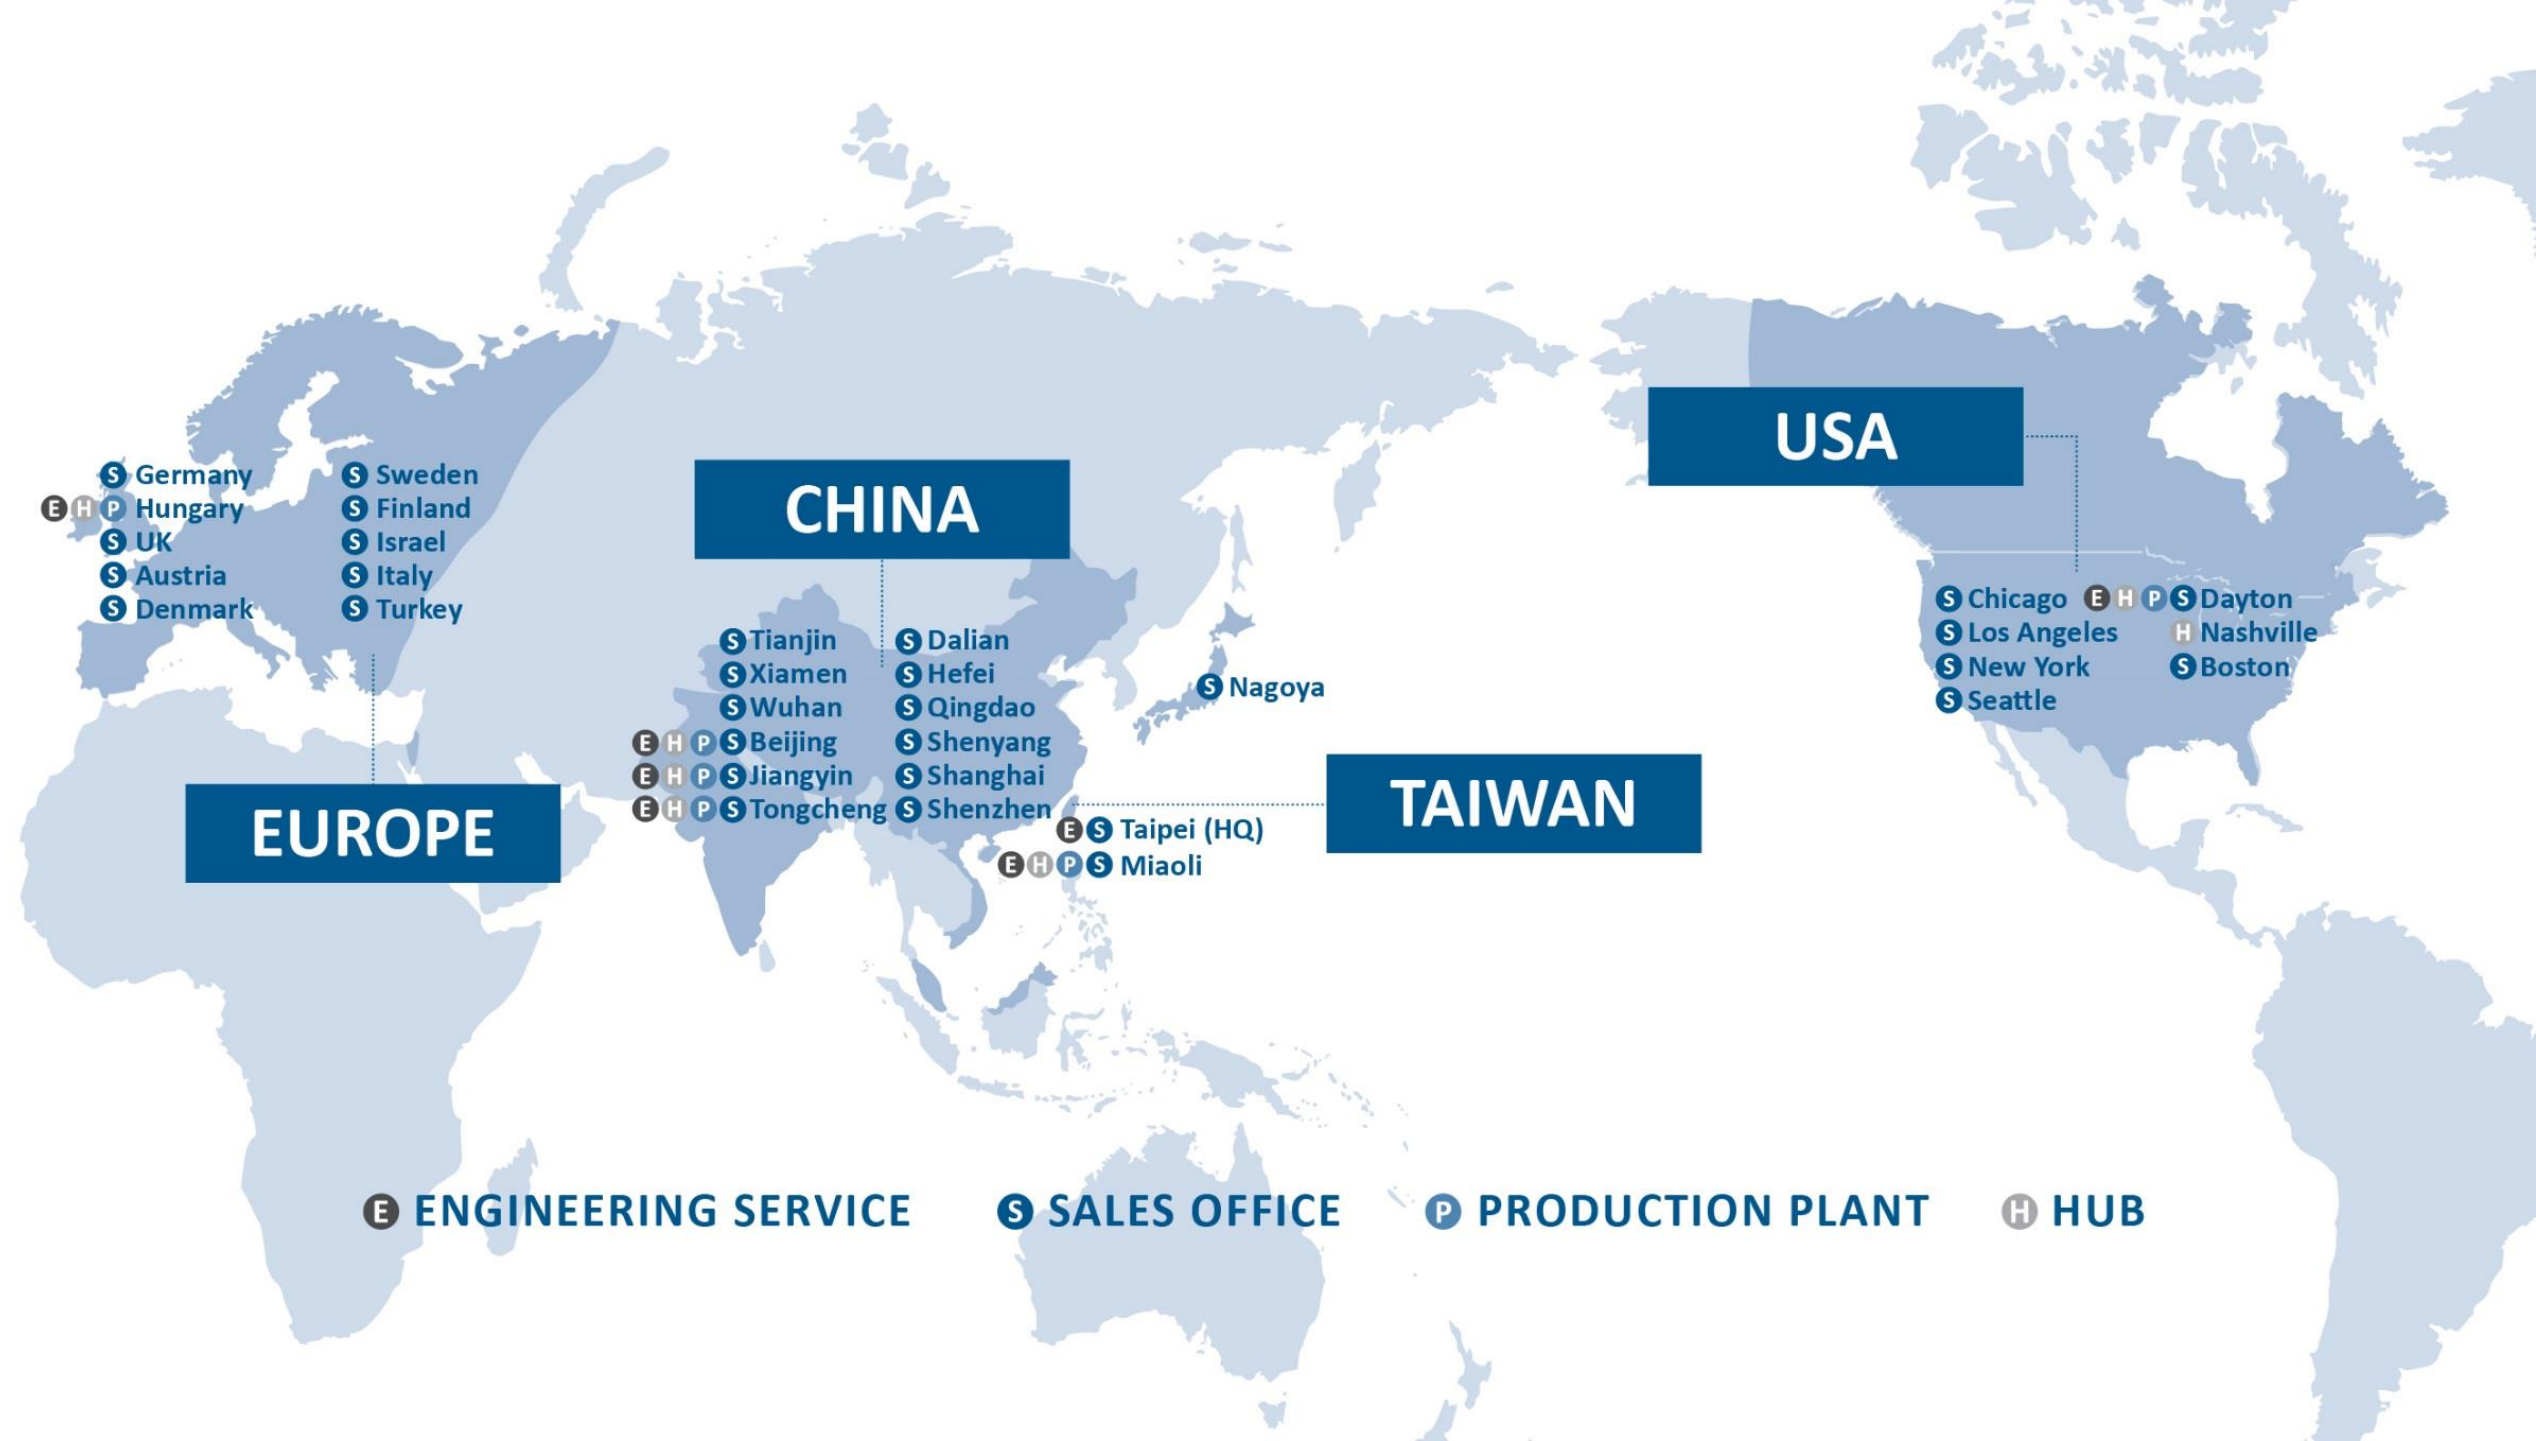 USA
CHINA
S Germany
E H P Hungary
S UK
S Austria
S Denmark
S Sweden
S Finland
S Israel
S Italy
S Turkey
EUROPE
S Tianjin
S Xiamen
S Wuhan
E H P S Beijing
E H P S Jiangyin
E H P S Tongcheng
S Dalian
S Hefei
S Qingdao
S Shenyang
S Shanghai
S Shenzhen
S Nagoya
TAIWAN
E S Taipei (HQ)
E H P S Miaoli
S Chicago
S Los Angeles
S New York
S Seattle
E H P S Dayton
H Nashville
S Boston
E ENGINEERING SERVICE
S SALES OFFICE
P PRODUCTION PLANT
H HUB